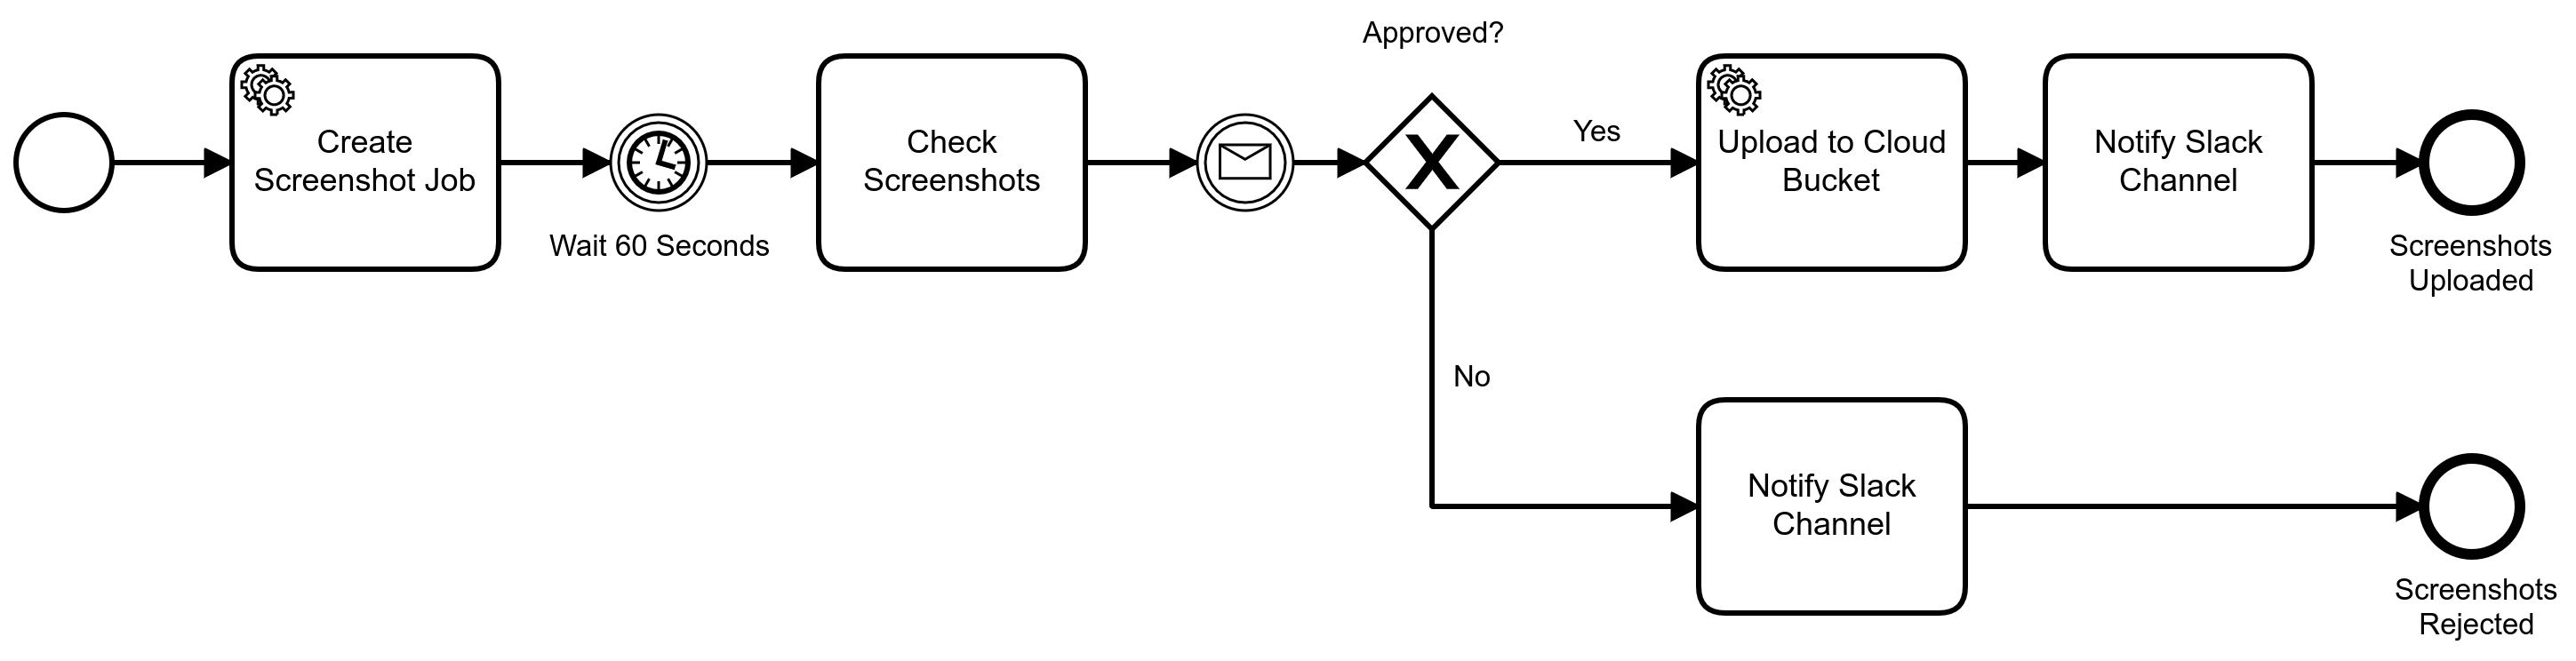 Approved?
Create
Screenshot Job
Wait 60 Seconds
Check
Screenshots
Yes
Upload to Cloud
Bucket
Notify Slack
Channel
Screenshots
Uploaded
No
Notify Slack
Channel
Screenshots
Rejected